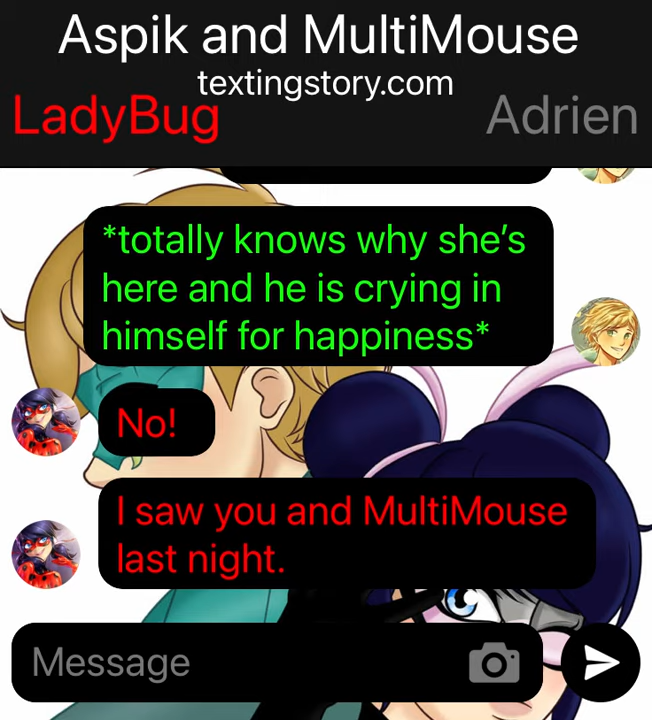 Aspik and MultiMouse
textingstory.com
LadyBug
Adrien
*totally knows why she’s
here and he is crying in
himself for happiness*
No!
I saw you and MultiMouse
last night.
Message